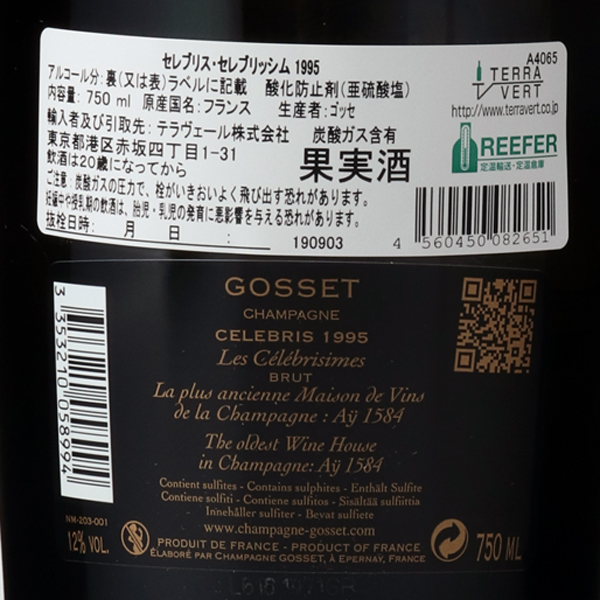 セレブリス・セレブリッシム 1995
A4065
アルコール分:裏(又は表)ラベルに記載 酸化防止剤(亜硫酸塩)
内容量: 750 ml 原産国名:フランス 生産者:ゴッセ
輸入者及び引取先:テラヴェール株式会社 炭酸ガス含有
東京都港区赤坂四丁目1-31
飲酒は20歳になってから
果実酒
ご注意:炭酸ガスの圧力で、栓がいきおいよく飛び出す恐れがあります。
妊娠中や授乳期の飲酒は、胎児・乳児の発育に悪影響を与える恐れがあります。
抜栓日時: 月 日 :
190903
TERRA
VERT
http://www.terravert.co.jp
REEFER
定温輸送・定温倉庫
4 560450 082651
GOSSET
CHAMPAGNE
CELEBRIS 1995
Les Célébrisimes
BRUT
La plus ancienne Maison de Vins
de la Champagne : Aÿ 1584
The oldest Wine House
in Champagne: Aÿ 1584
Contient sulfites - Contains sulphites - Enthält Sulfite
Contiene solfiti - Contiene sulfitos - Sisältää sulfiittia
Innehåller sulfiter - Bevat sulfiete
www.champagne-gosset.com
PRODUIT DE FRANCE - PRODUCT OF FRANCE
ÉLABORÉ PAR CHAMPAGNE GOSSET, À EPERNAY, FRANCE
3 353210 058994
NM-203-001
12% VOL.
750 ML